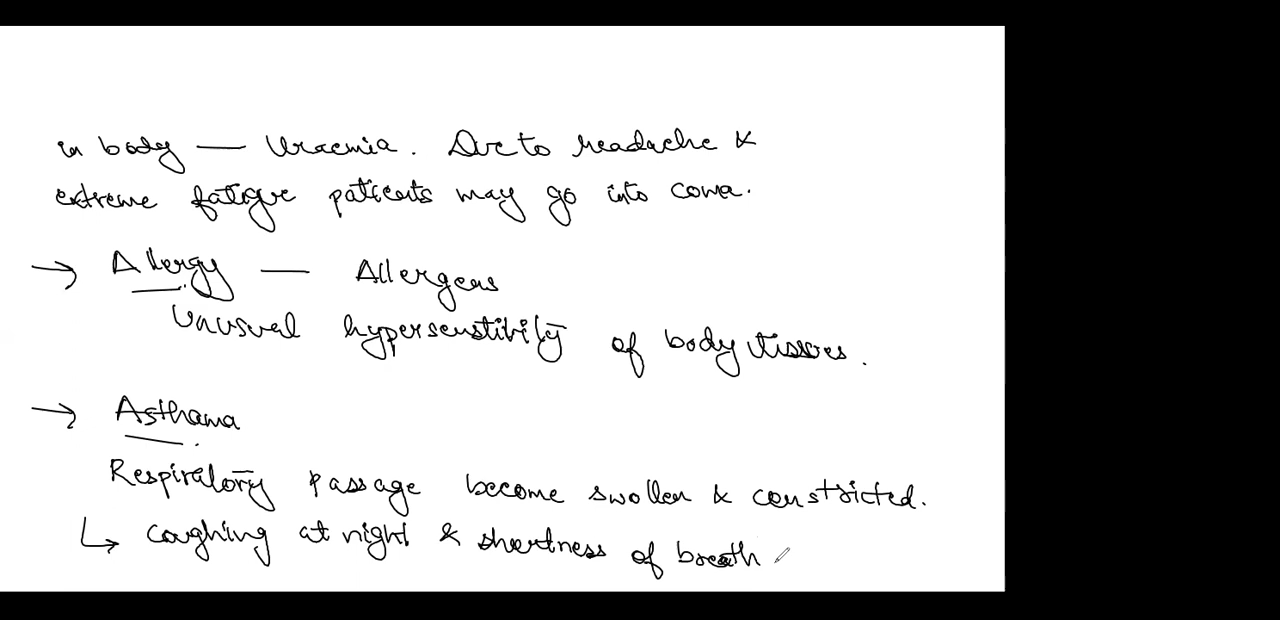 in body — Uraemia. Due to headache &
extreme fatigue patients may go into coma.
→ Allergy — Allergens
Unusual hypersenstivity of body tissues.
→ Asthama
Respiratory passage become swollen & constricted.
↳ coughing at night & shortness of breath